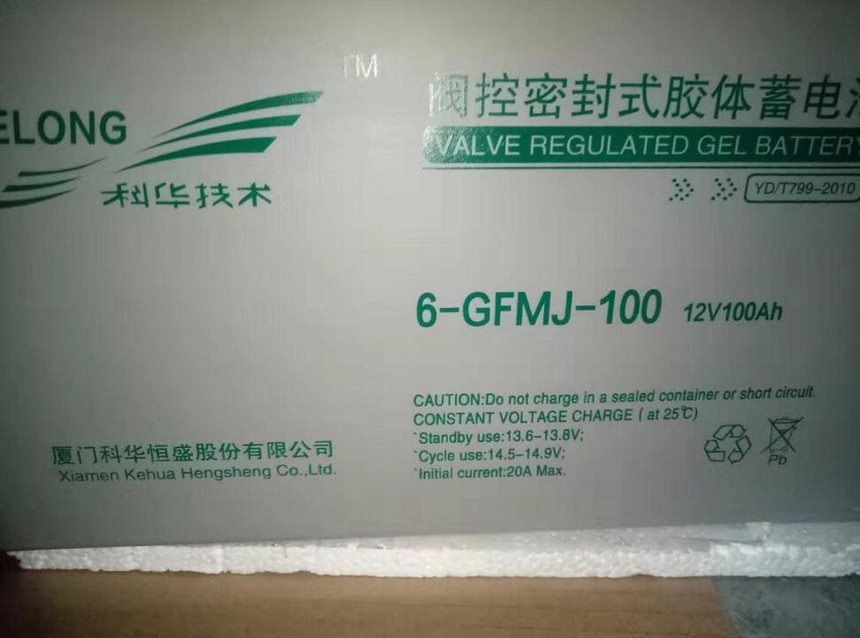 TM
ELONG
科华技术
阀控密封式胶体蓄电
VALVE REGULATED GEL BATTERY
YD/T799-2010
6-GFMJ-100 12V100Ah
CAUTION:Do not charge in a sealed container or short circuit.
CONSTANT VOLTAGE CHARGE ( at 25℃)
`Standby use:13.6-13.8V;
`Cycle use:14.5-14.9V;
`Initial current:20A Max.
厦门科华恒盛股份有限公司
Xiamen Kehua Hengsheng Co.,Ltd.
Pb